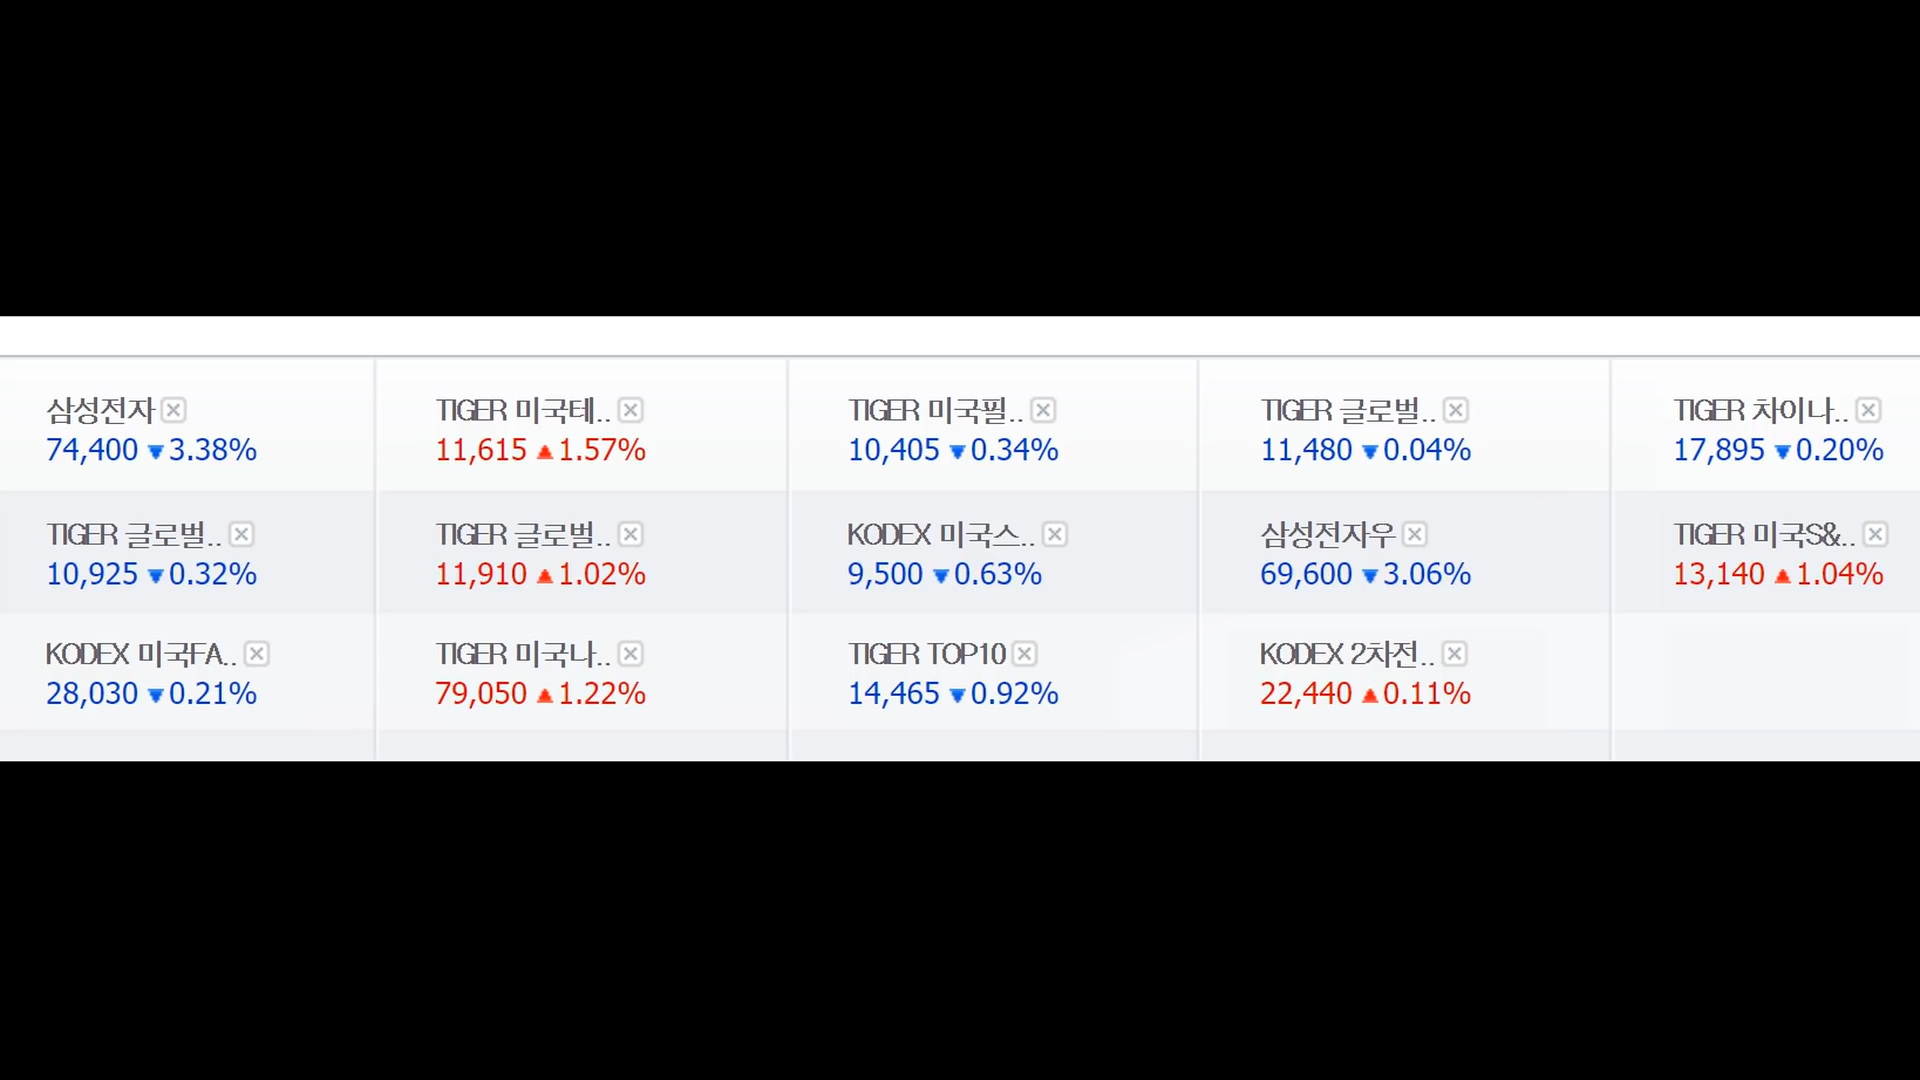 삼성전자
74,400 ▼3.38%
TIGER 미국테..
11,615 ▲1.57%
TIGER 미국필..
10,405 ▼0.34%
TIGER 글로벌..
11,480 ▼0.04%
TIGER 차이나..
17,895 ▼0.20%
TIGER 글로벌..
10,925 ▼0.32%
TIGER 글로벌..
11,910 ▲1.02%
KODEX 미국스..
9,500 ▼0.63%
삼성전자우
69,600 ▼3.06%
TIGER 미국S&..
13,140 ▲1.04%
KODEX 미국FA..
28,030 ▼0.21%
TIGER 미국나..
79,050 ▲1.22%
TIGER TOP10
14,465 ▼0.92%
KODEX 2차전..
22,440 ▲0.11%